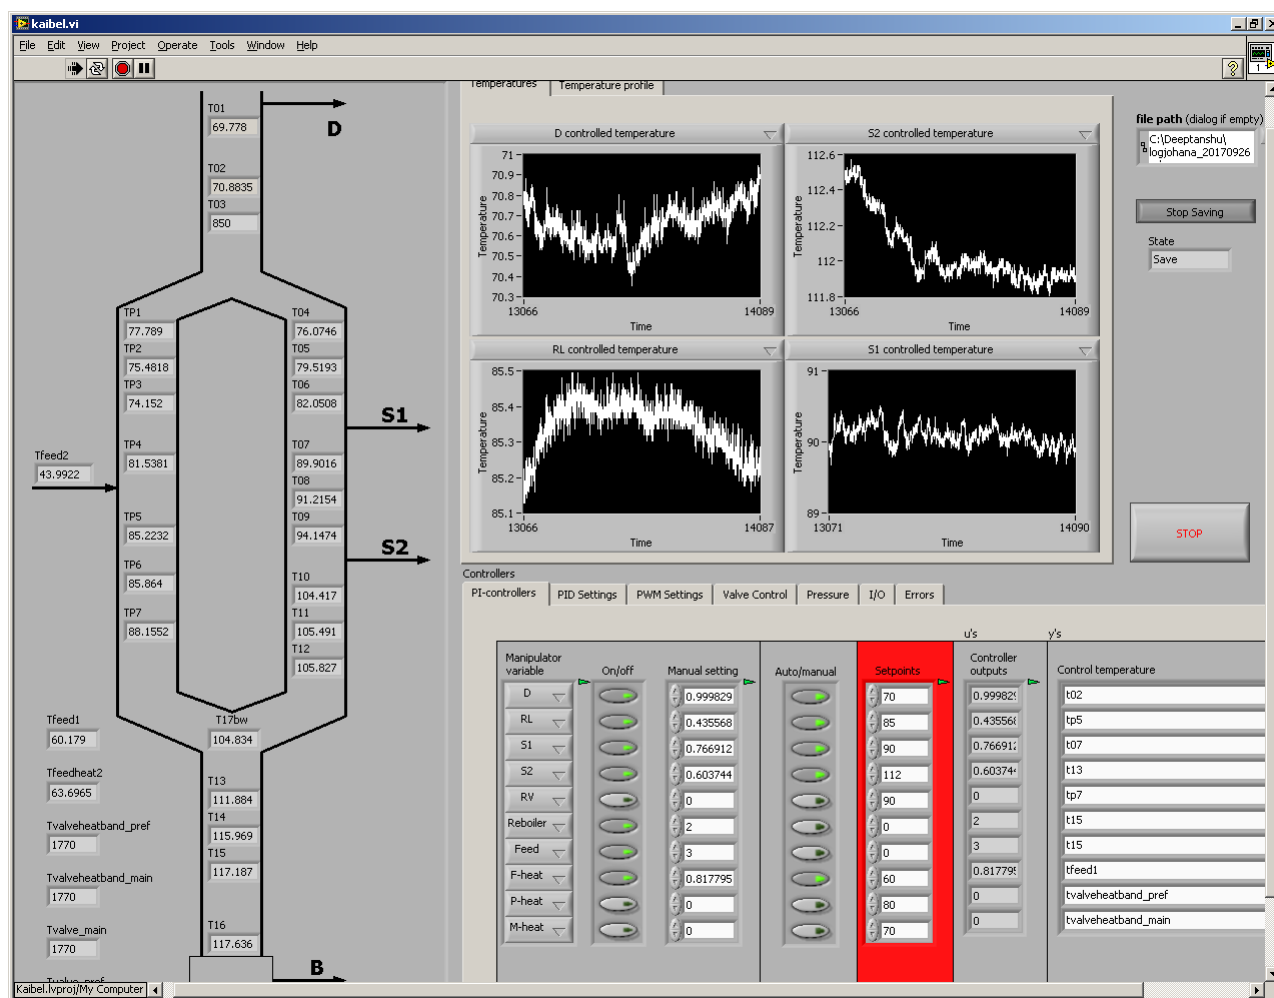 kaibel.vi
File Edit View Project Operate Tools Window Help
T01
69.778
D
T02
70.8835
T03
850
TP1
77.789
TP2
75.4818
TP3
74.152
TP4
81.5381
Tfeed2
43.9922
TP5
85.2232
TP6
85.864
TP7
88.1552
T04
76.0746
T05
79.5193
T06
82.0508
S1
T07
89.9016
T08
91.2154
T09
94.1474
S2
T10
104.417
T11
105.491
T12
105.827
Tfeed1
60.179
T17bw
104.834
Tfeedheat2
63.6965
T13
111.884
T14
115.969
T15
117.187
Tvalveheatband_pref
1770
Tvalveheatband_main
1770
Tvalve_main
1770
T16
117.636
Tvalve_pref
B
Kaibel.lvproj/My Computer
Temperatures Temperature profile
D controlled temperature
71
70.9
70.8
70.7
70.6
70.5
70.4
70.3
Temperature
13066 14089
Time
S2 controlled temperature
112.6
112.4
112.2
112
111.8
Temperature
13066 14089
Time
RL controlled temperature
85.5
85.4
85.3
85.2
85.1
Temperature
13066 14087
Time
S1 controlled temperature
91
90
89
Temperature
13071 14090
Time
file path (dialog if empty)
C:\Deeptanshu\
logjohana_20170926
Stop Saving
State
Save
STOP
Controllers
PI-controllers PID Settings PWM Settings Valve Control Pressure I/O Errors
u's y's
Manipulator variable On/off Manual setting Auto/manual Setpoints Controller outputs Control temperature
D 0.999829 70 0.999829 t02
RL 0.435568 85 0.435568 tp5
S1 0.766912 90 0.766912 t07
S2 0.603744 112 0.603744 t13
RV 0 90 0 tp7
Reboiler 2 0 2 t15
Feed 3 0 3 t15
F-heat 0.817795 60 0.817795 tfeed1
P-heat 0 80 0 tvalveheatband_pref
M-heat 0 70 0 tvalveheatband_main